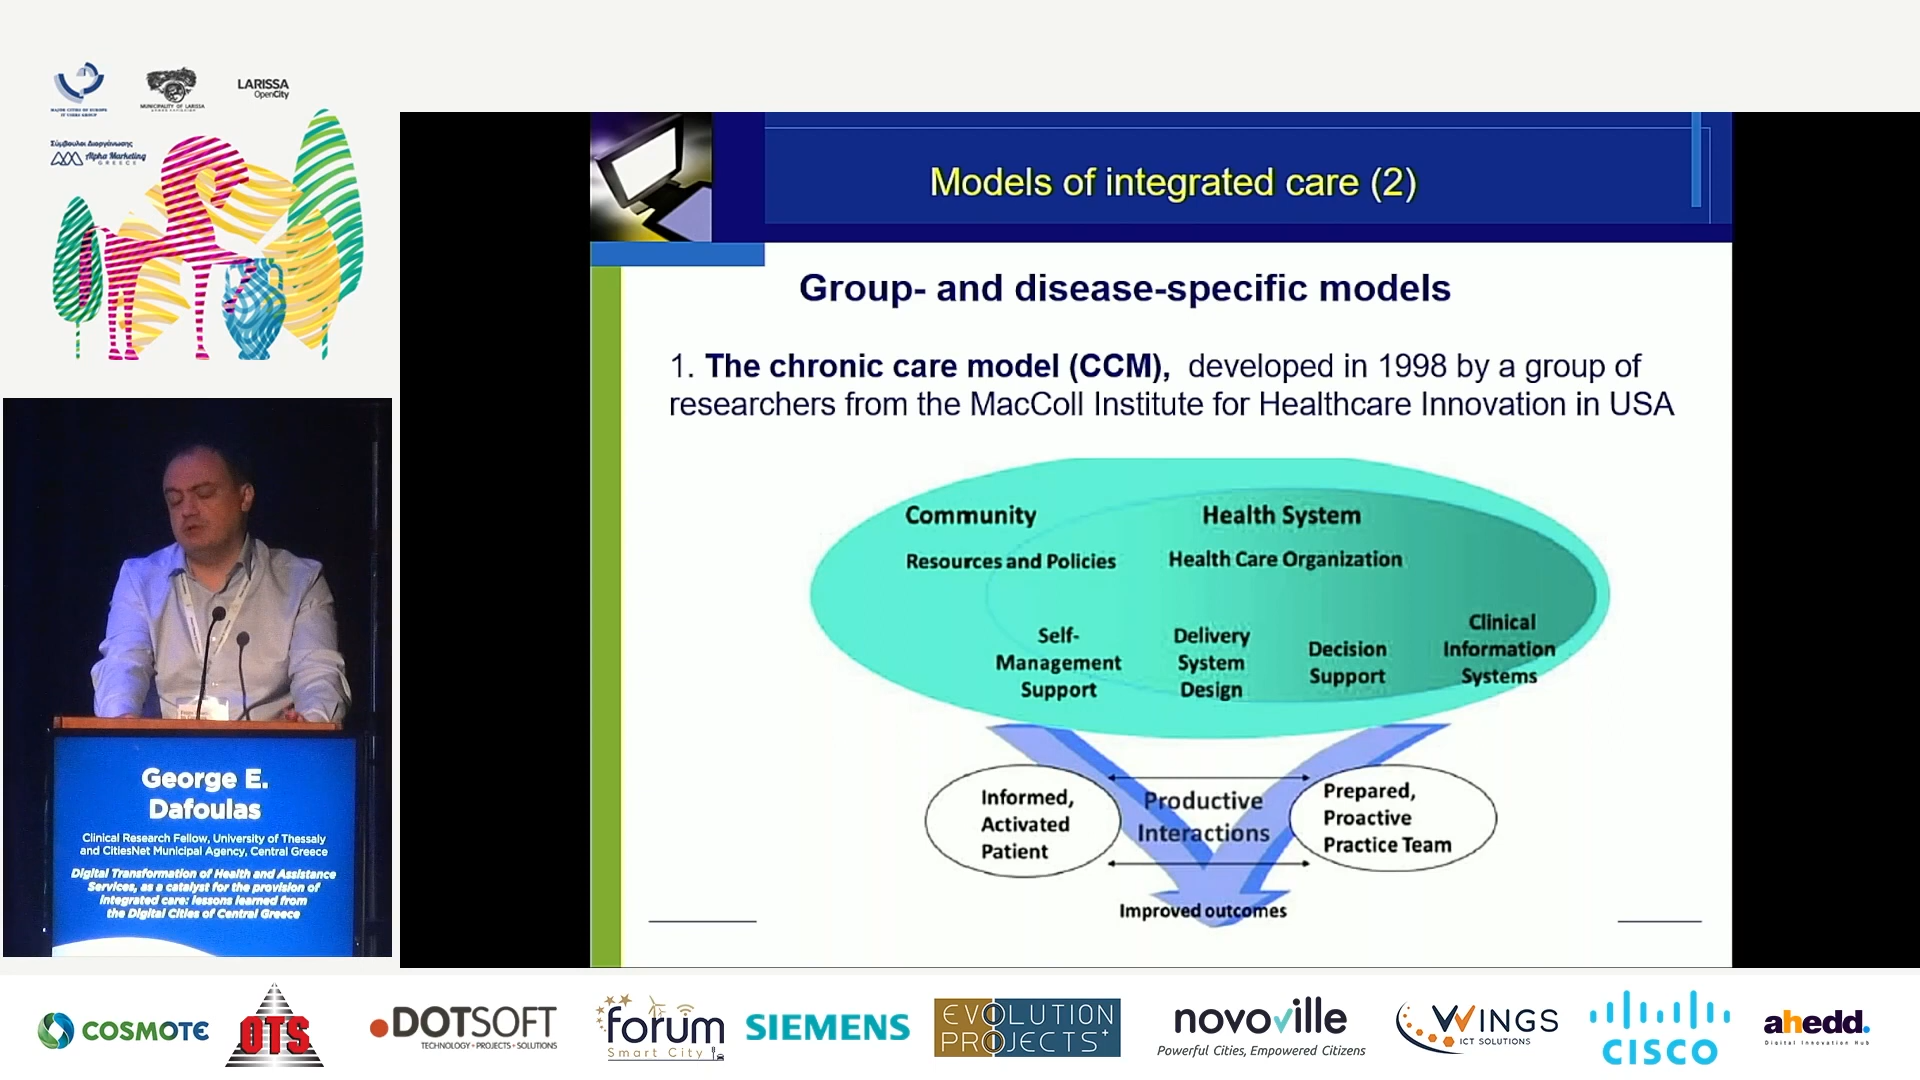 MAJOR CITIES OF EUROPE
IT USERS GROUP
MUNICIPALITY OF LARISSA
LARISSA
OpenCity
Σύμβουλοι Διοργάνωσης
Alpha Marketing
GREECE
Models of integrated care (2)
Group- and disease-specific models
1. The chronic care model (CCM), developed in 1998 by a group of
researchers from the MacColl Institute for Healthcare Innovation in USA
Community
Health System
Resources and Policies
Health Care Organization
Self-
Management
Support
Delivery
System
Design
Decision
Support
Clinical
Information
Systems
Informed,
Activated
Patient
Productive
Interactions
Prepared,
Proactive
Practice Team
Improved outcomes
George E.
Dafoulas
Clinical Research Fellow, University of Thessaly
and CitiesNet Municipal Agency, Central Greece
Digital Transformation of Health and Assistance
Services, as a catalyst for the provision of
integrated care: lessons learned from
the Digital Cities of Central Greece
COSMOTE
OTS
DOTSOFT
TECHNOLOGY • PROJECTS • SOLUTIONS
forum
Smart City
SIEMENS
EVOLUTION
PROJECTS+
novoville
Powerful Cities, Empowered Citizens
WINGS
ICT SOLUTIONS
CISCO
ahedd.
Digital Innovation Hub